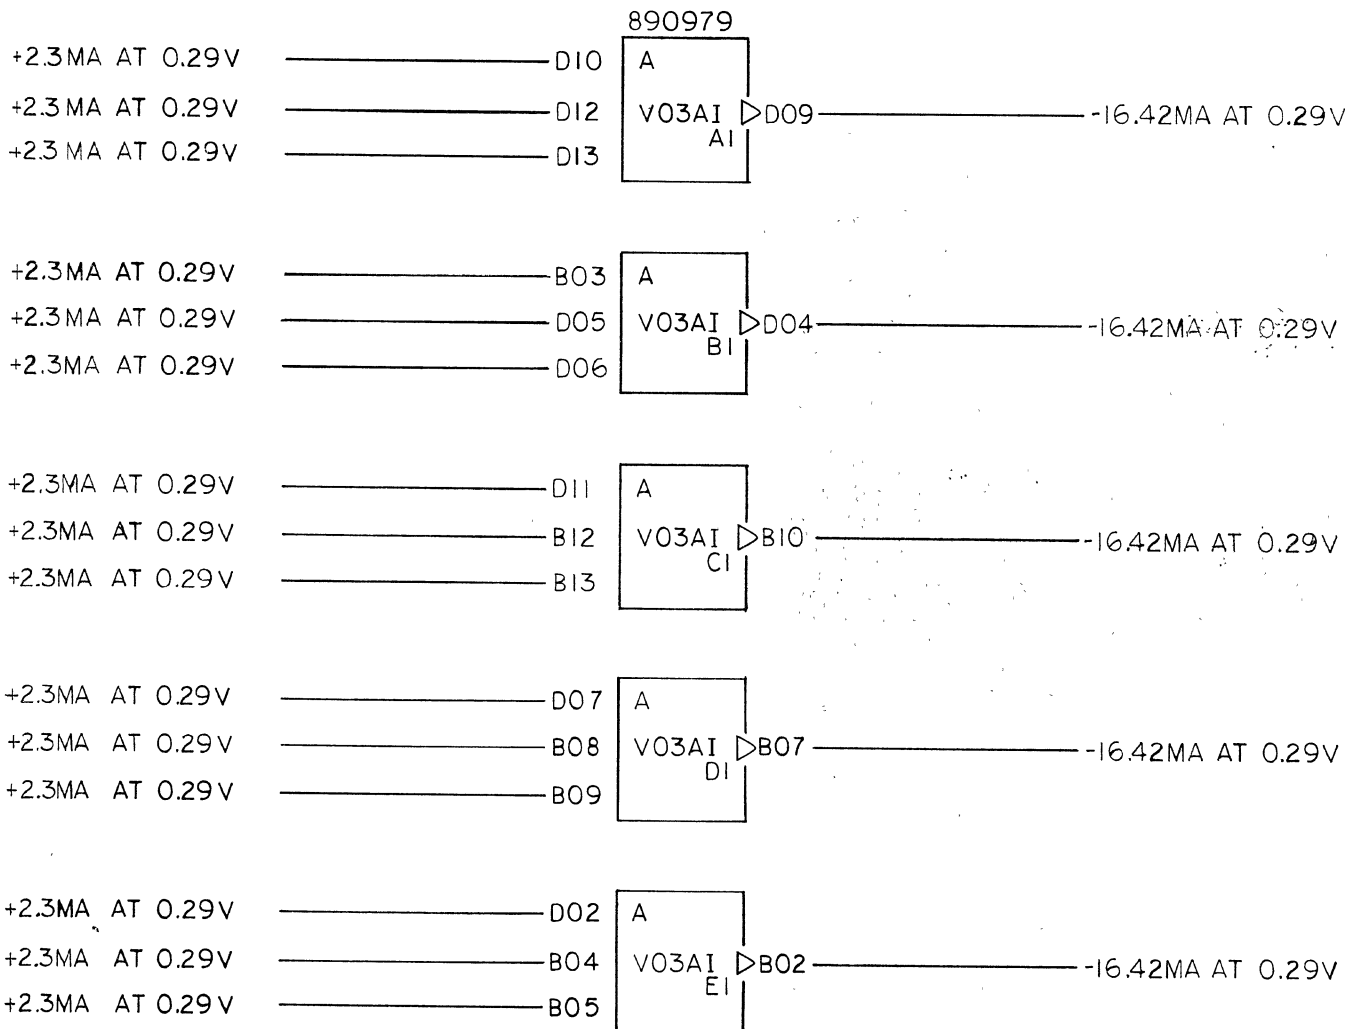 890979
+2.3MA AT 0.29V D10 A
+2.3MA AT 0.29V D12 V03AI D09 -16.42MA AT 0.29V
A1
+2.3MA AT 0.29V D13
+2.3MA AT 0.29V B03 A
+2.3MA AT 0.29V D05 V03AI D04 -16.42MA AT 0.29V
B1
+2.3MA AT 0.29V D06
+2.3MA AT 0.29V D11 A
+2.3MA AT 0.29V B12 V03AI B10 -16.42MA AT 0.29V
C1
+2.3MA AT 0.29V B13
+2.3MA AT 0.29V D07 A
+2.3MA AT 0.29V B08 V03AI B07 -16.42MA AT 0.29V
D1
+2.3MA AT 0.29V B09
+2.3MA AT 0.29V D02 A
+2.3MA AT 0.29V B04 V03AI B02 -16.42MA AT 0.29V
E1
+2.3MA AT 0.29V B05